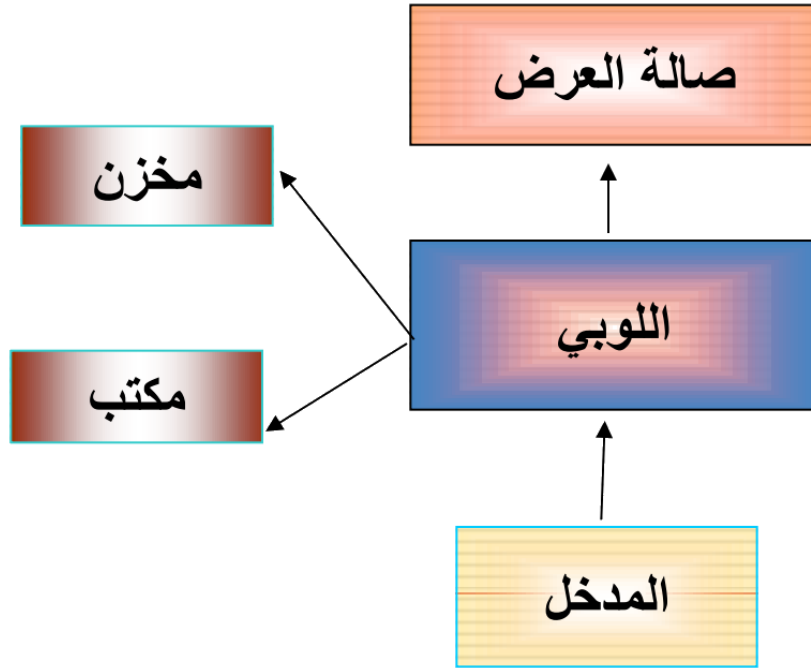 صالة العرض
مخزن
اللوبي
مكتب
المدخل